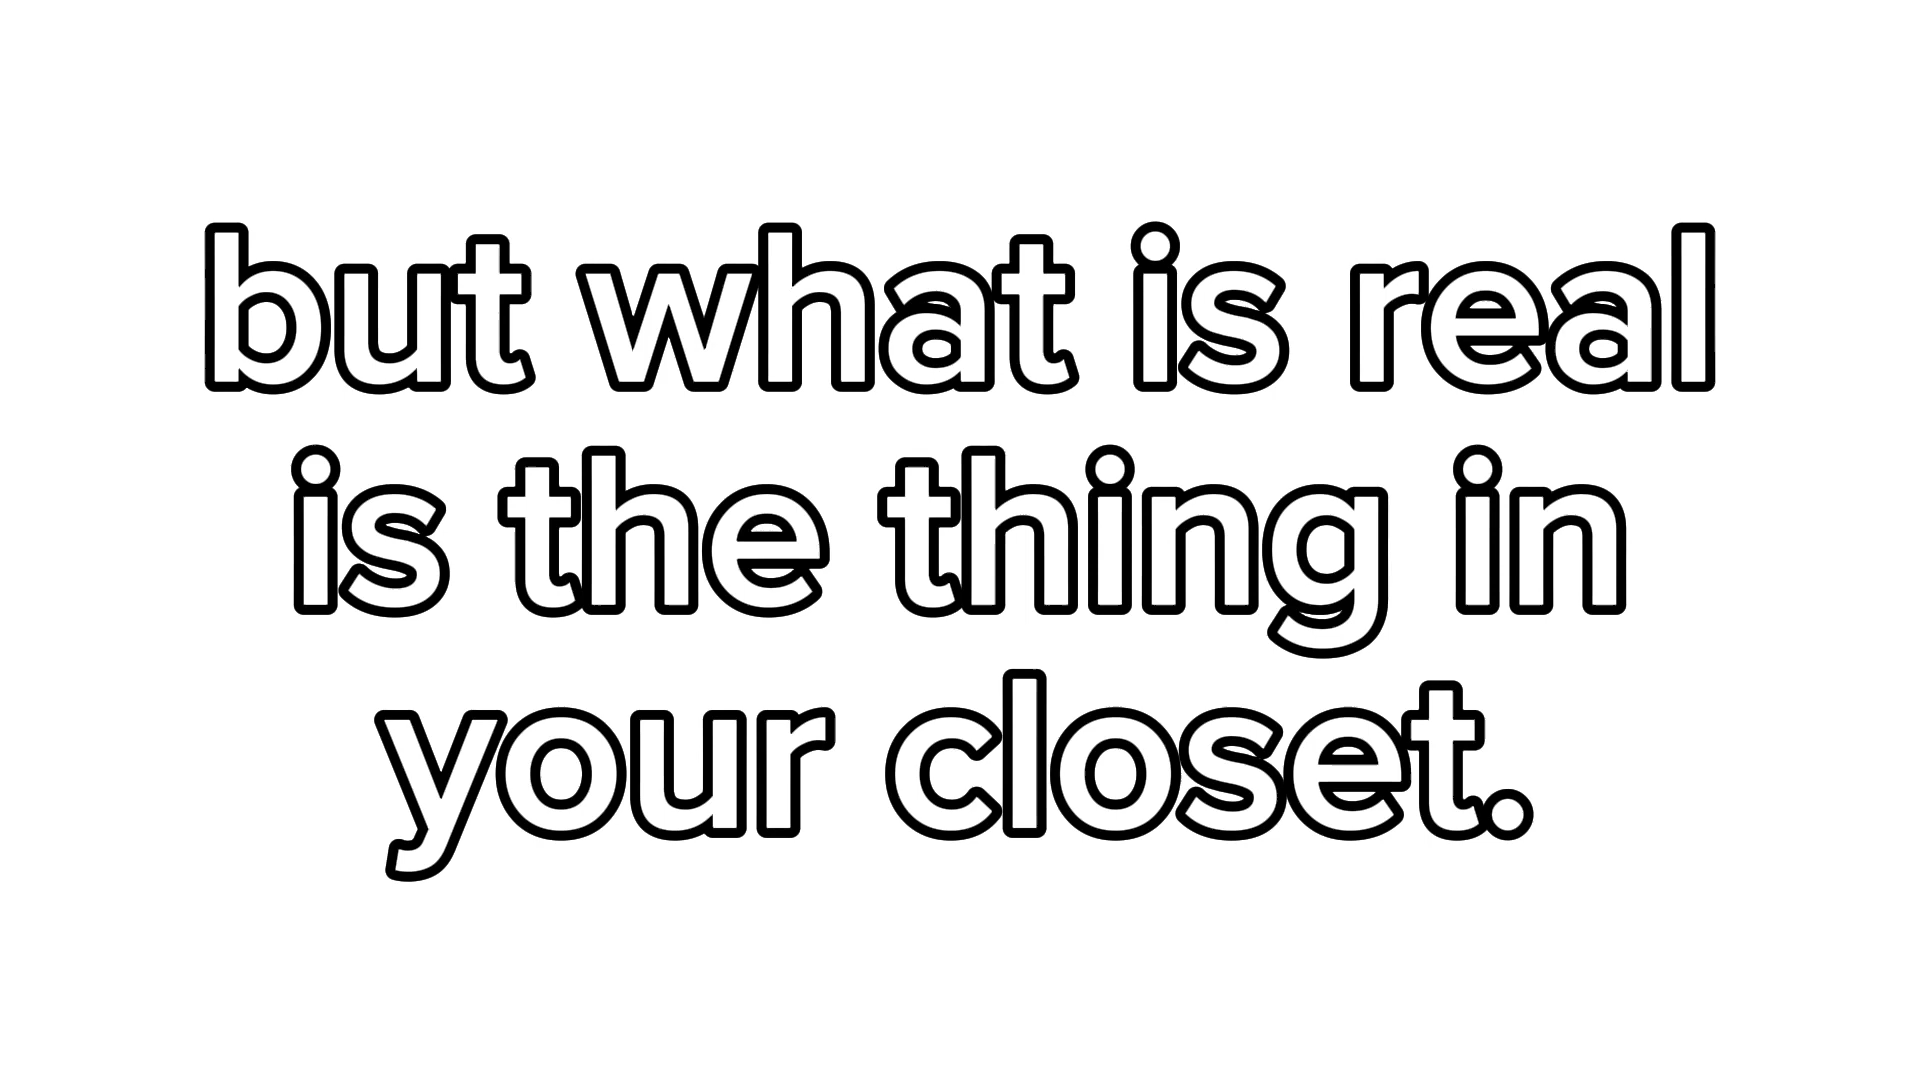 but what is real
is the thing in
your closet.